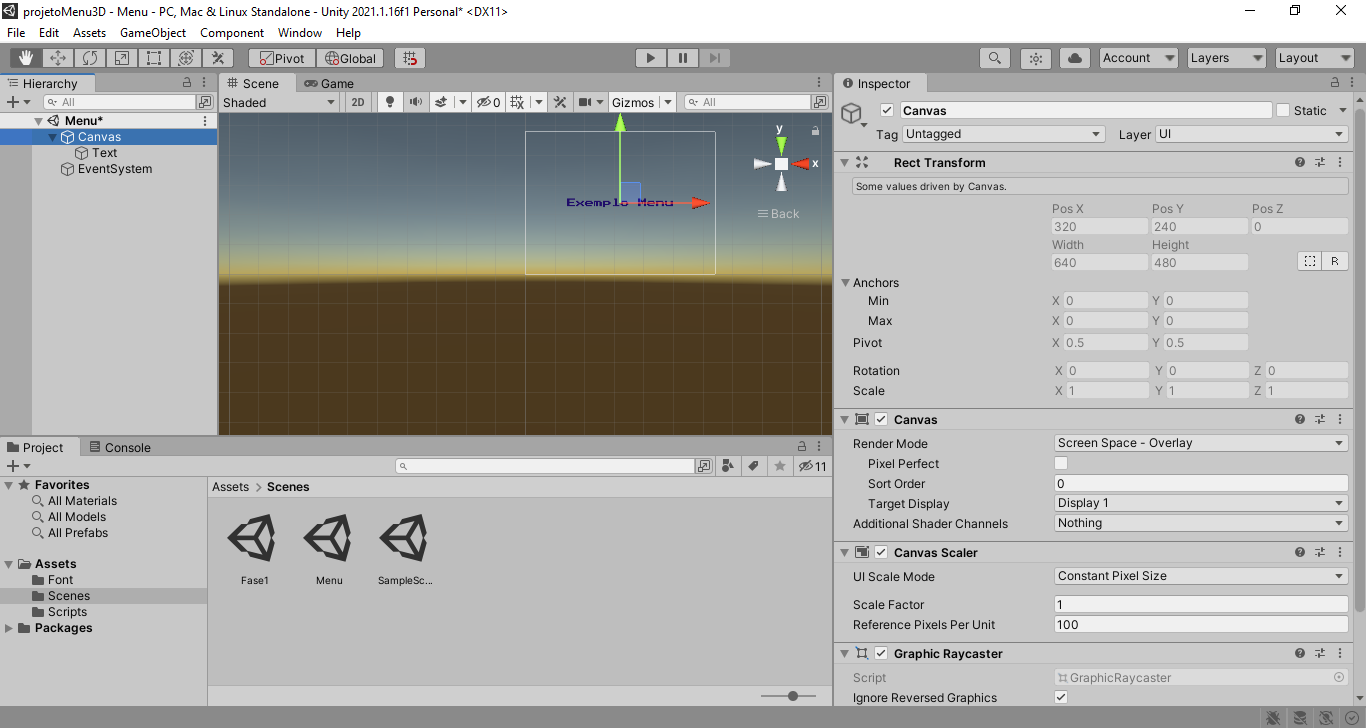 projetoMenu3D - Menu - PC, Mac & Linux Standalone - Unity 2021.1.16f1 Personal* <DX11>
File Edit Assets GameObject Component Window Help
Pivot Global Account Layers Layout
Hierarchy
All
Menu*
Canvas
Text
EventSystem
Scene Game
Shaded 2D 0 Gizmos All
y
x
Back
Exemplo Menu
Project Console
11
Favorites
All Materials
All Models
All Prefabs
Assets
Font
Scenes
Scripts
Packages
Assets > Scenes
Fase1 Menu SampleSc...
Inspector
Canvas Static
Tag Untagged Layer UI
Rect Transform
Some values driven by Canvas.
Pos X Pos Y Pos Z
320 240 0
Width Height
640 480 R
Anchors
Min X 0 Y 0
Max X 0 Y 0
Pivot X 0.5 Y 0.5
Rotation X 0 Y 0 Z 0
Scale X 1 Y 1 Z 1
Canvas
Render Mode Screen Space - Overlay
Pixel Perfect
Sort Order 0
Target Display Display 1
Additional Shader Channels Nothing
Canvas Scaler
UI Scale Mode Constant Pixel Size
Scale Factor 1
Reference Pixels Per Unit 100
Graphic Raycaster
Script GraphicRaycaster
Ignore Reversed Graphics